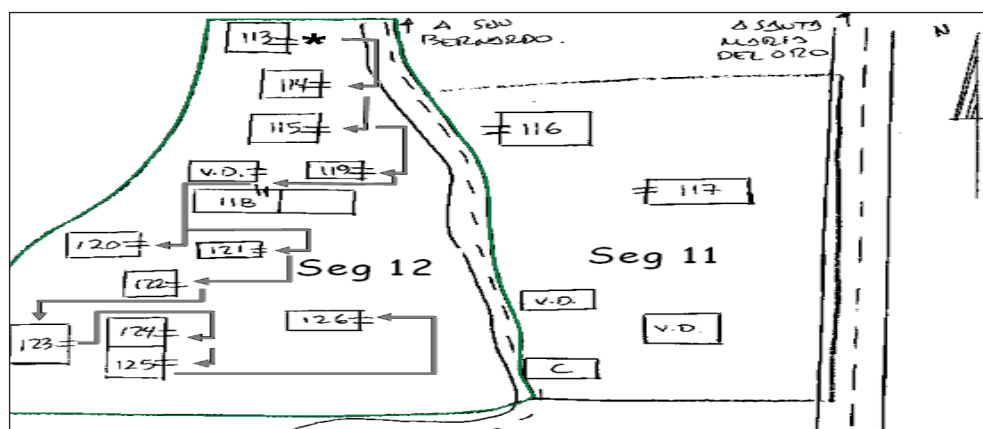 113 *
A SAN
BERNARDO.
A SANTA
MARIA
DEL ORO
N
114
115
116
V.D.
119
117
118
120
121
Seg 12
Seg 11
122
V.D.
126
V.D.
123
124
125
C